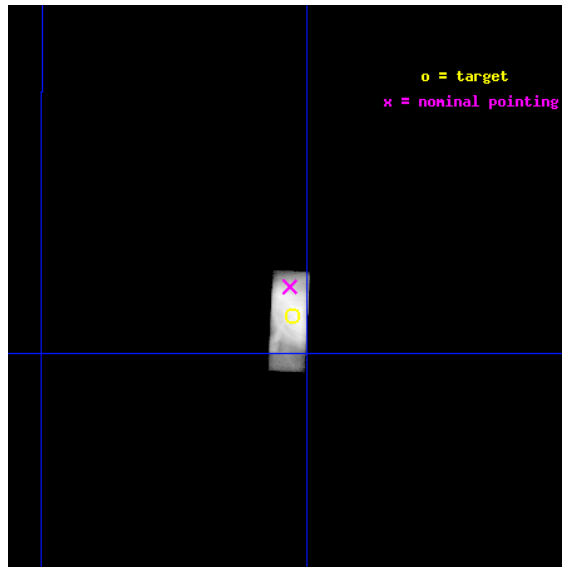 o = target
x = nominal pointing